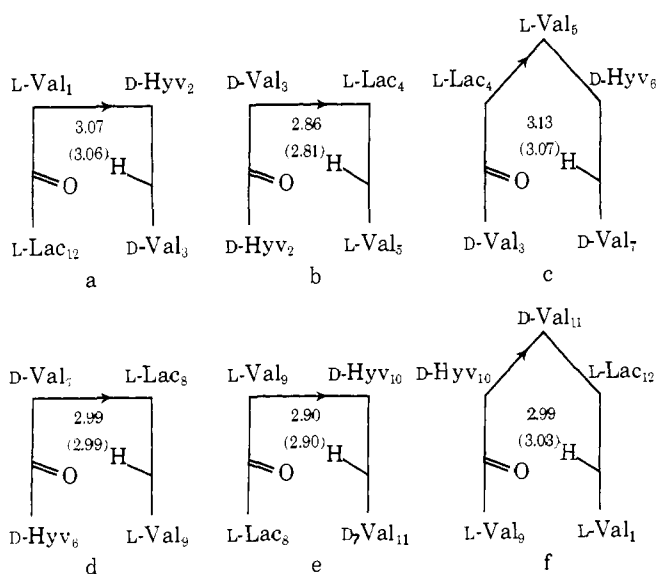 L-Val₅
L-Val₁ D-Hyv₂ D-Val₃ L-Lac₄ L-Lac₄ D-Hyv₆
3.07 2.86 3.13
(3.06) H (2.81) H (3.07) H
O O O
L-Lac₁₂ D-Val₃ D-Hyv₂ L-Val₅ D-Val₃ D-Val₇
a b c
D-Val₁₁
D-Val₇ L-Lac₈ L-Val₉ D-Hyv₁₀ D-Hyv₁₀ L-Lac₁₂
2.99 2.90 2.99
(2.99) H (2.90) H (3.03) H
O O O
D-Hyv₆ L-Val₉ L-Lac₈ D₇Val₁₁ L-Val₉ L-Val₁
d e f